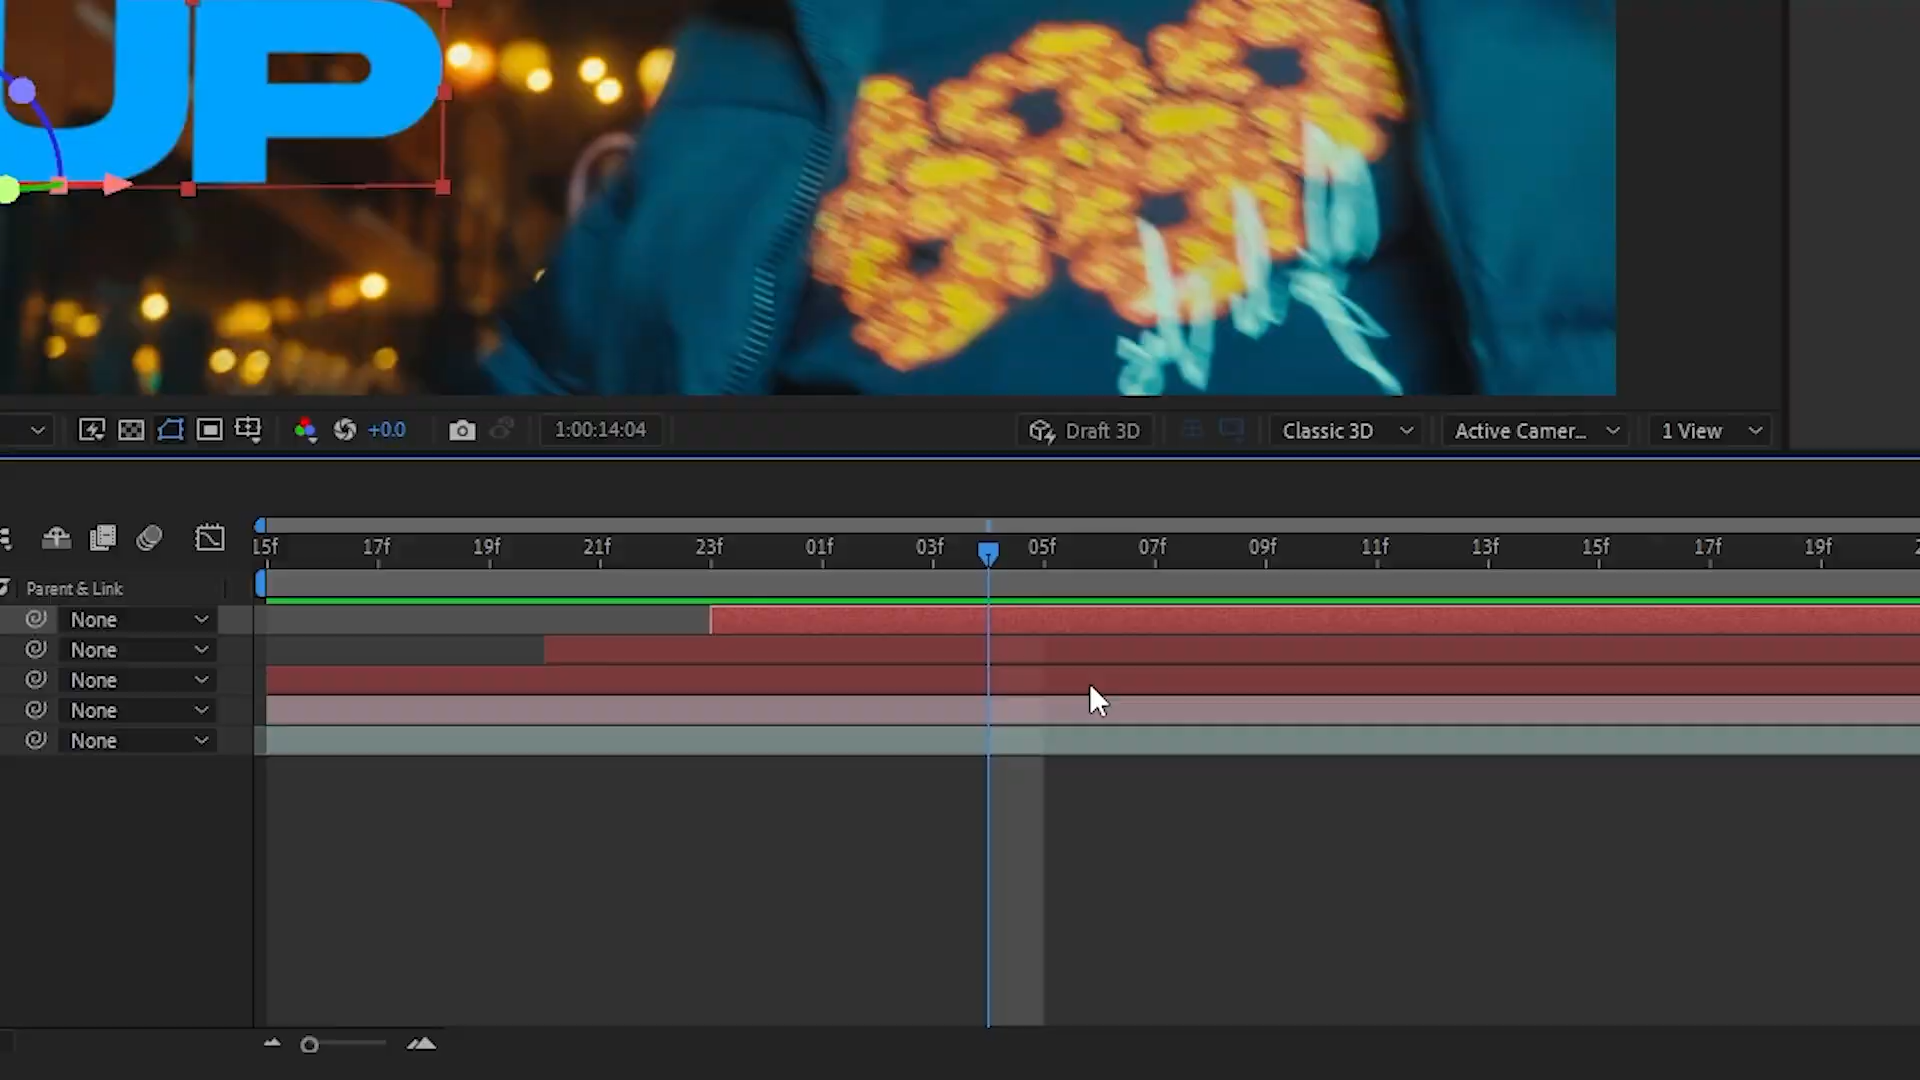 UP
+0.0
1:00:14:04
Draft 3D
Classic 3D
Active Camer...
1 View
15f 17f 19f 21f 23f 01f 03f 05f 07f 09f 11f 13f 15f 17f 19f 2
Parent & Link
None
None
None
None
None